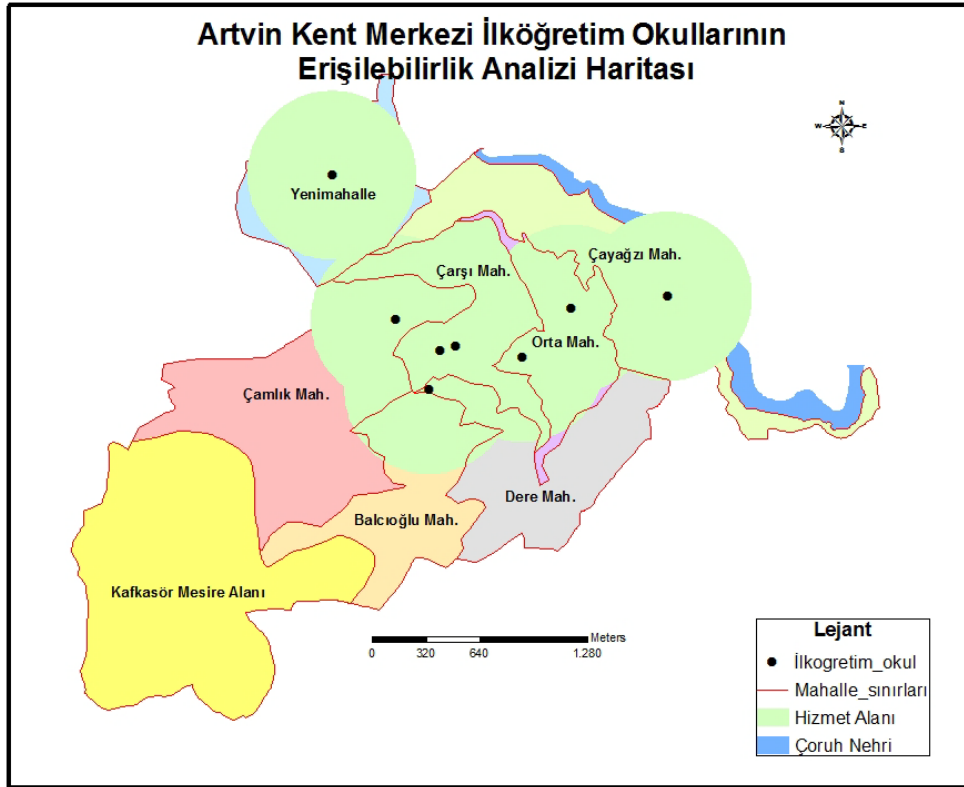 Artvin Kent Merkezi İlköğretim Okullarının
Erişilebilirlik Analizi Haritası
N
W E
S
Yenimahalle
Çarşı Mah.
Çayağzı Mah.
Orta Mah.
Çamlık Mah.
Dere Mah.
Balcıoğlu Mah.
Kafkasör Mesire Alanı
Meters
0 320 640 1.280
Lejant
İlkogretim_okul
Mahalle_sınırları
Hizmet Alanı
Çoruh Nehri